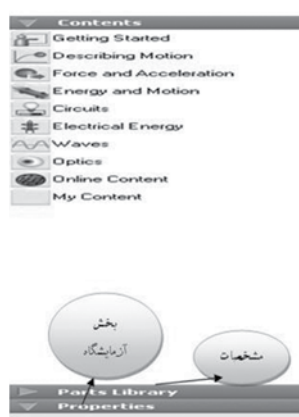 Contents
Getting Started
Describing Motion
Force and Acceleration
Energy and Motion
Circuits
Electrical Energy
Waves
Optics
Online Content
My Content
بخش
آزمایشگاه
مشخصات
Parts Library
Properties